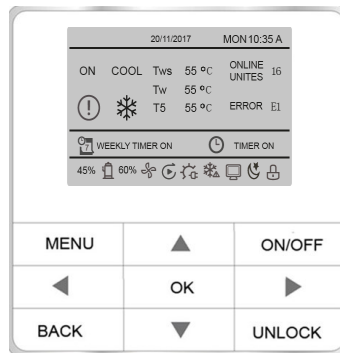 20/11/2017 MON 10:35 A
ON COOL Tws 55 °C ONLINE UNITES 16
Tw 55 °C
T5 55 °C ERROR E1
7 WEEKLY TIMER ON TIMER ON
45% 60%
MENU ON/OFF
OK
BACK UNLOCK